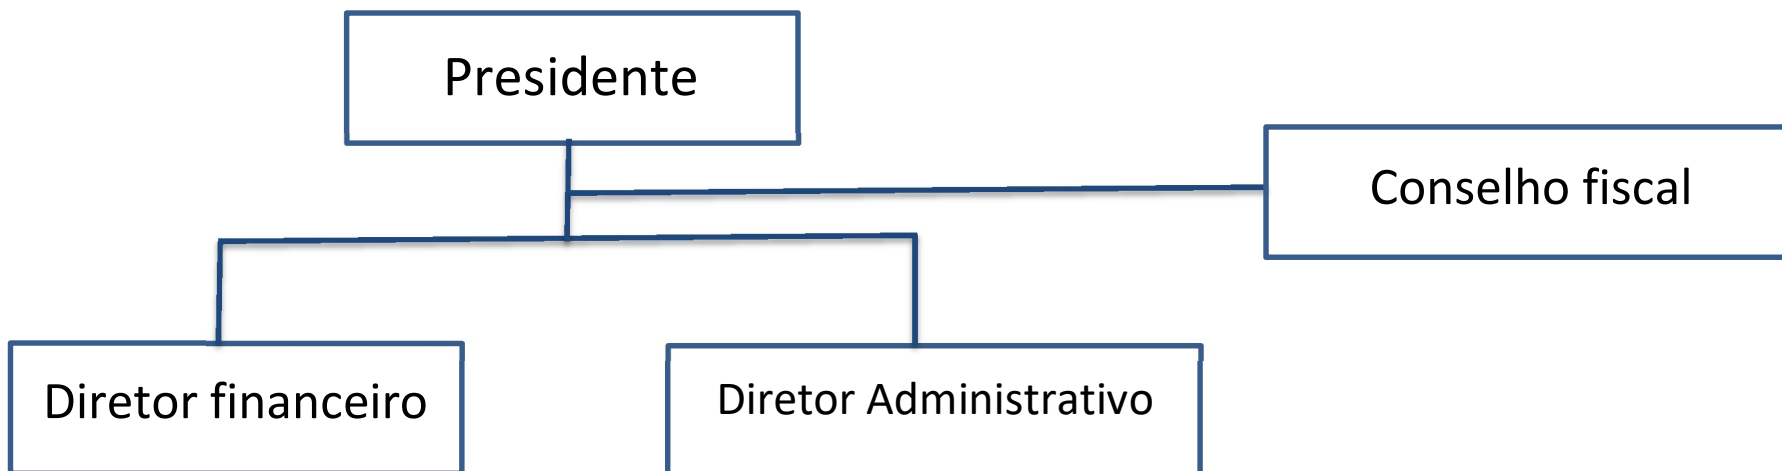 Presidente
Conselho fiscal
Diretor financeiro
Diretor Administrativo